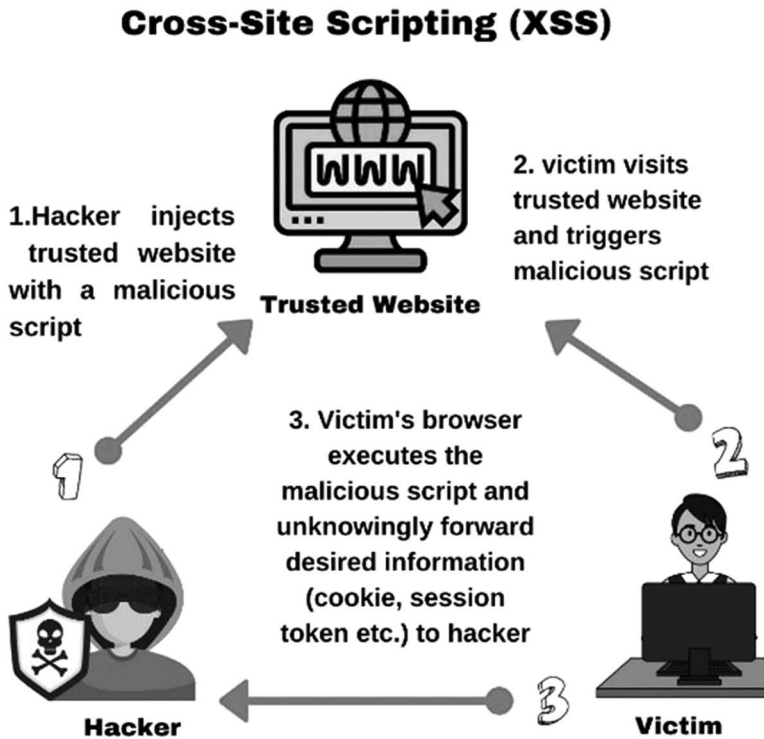 Cross-Site Scripting (XSS)
WWW
1.Hacker injects
trusted website
with a malicious
script
2. victim visits
trusted website
and triggers
malicious script
Trusted Website
3. Victim's browser
executes the
malicious script and
unknowingly forward
desired information
(cookie, session
token etc.) to hacker
1
2
3
Hacker
Victim